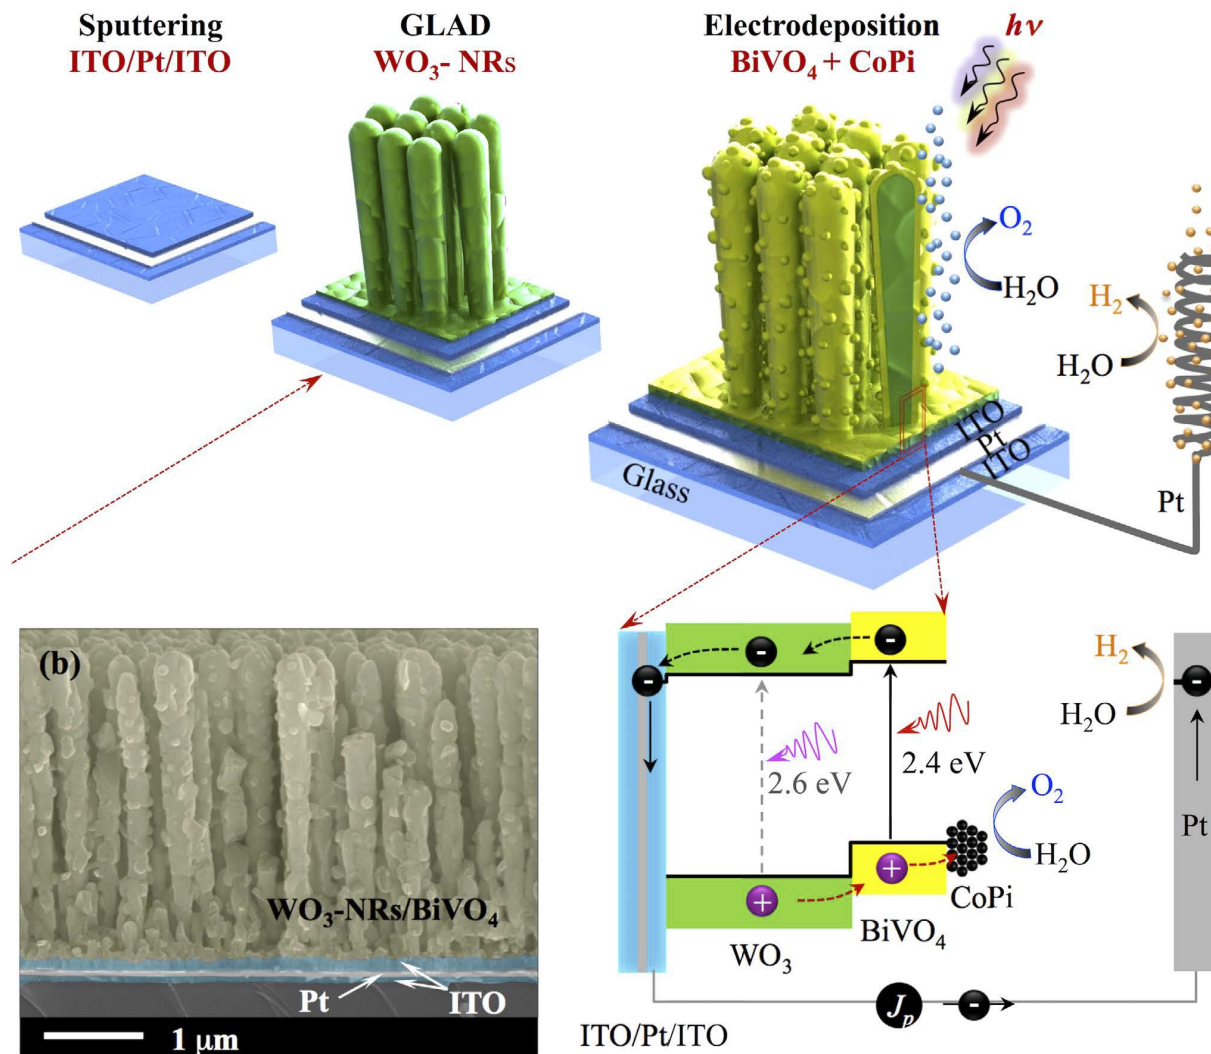 Sputtering
ITO/Pt/ITO
GLAD
WO₃- NRs
Electrodeposition
BiVO₄ + CoPi
hν
O₂
H₂O
H₂
H₂O
ITO
Pt
ITO
Glass
Pt
(b)
WO₃-NRs/BiVO₄
Pt
ITO
1 μm
-
-
-
2.6 eV
2.4 eV
+
+
WO₃
BiVO₄
CoPi
O₂
H₂O
H₂
H₂O
-
Pt
Jₚ
-
ITO/Pt/ITO